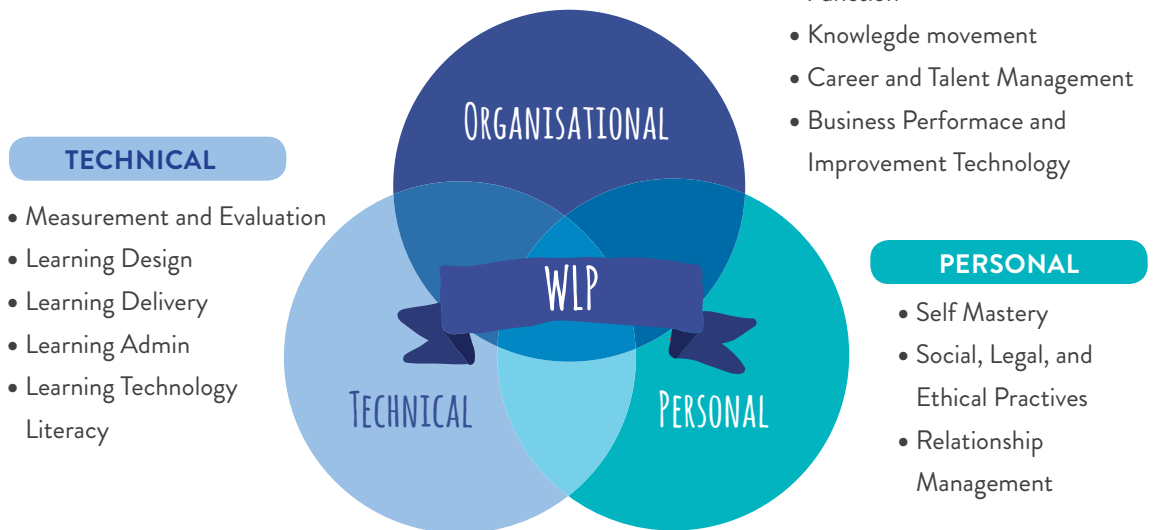 • Knowlegde movement
• Career and Talent Management
• Business Performace and
Improvement Technology
ORGANISATIONAL
TECHNICAL
• Measurement and Evaluation
• Learning Design
• Learning Delivery
• Learning Admin
• Learning Technology
Literacy
WLP
PERSONAL
• Self Mastery
• Social, Legal, and
Ethical Practives
• Relationship
Management
TECHNICAL
PERSONAL